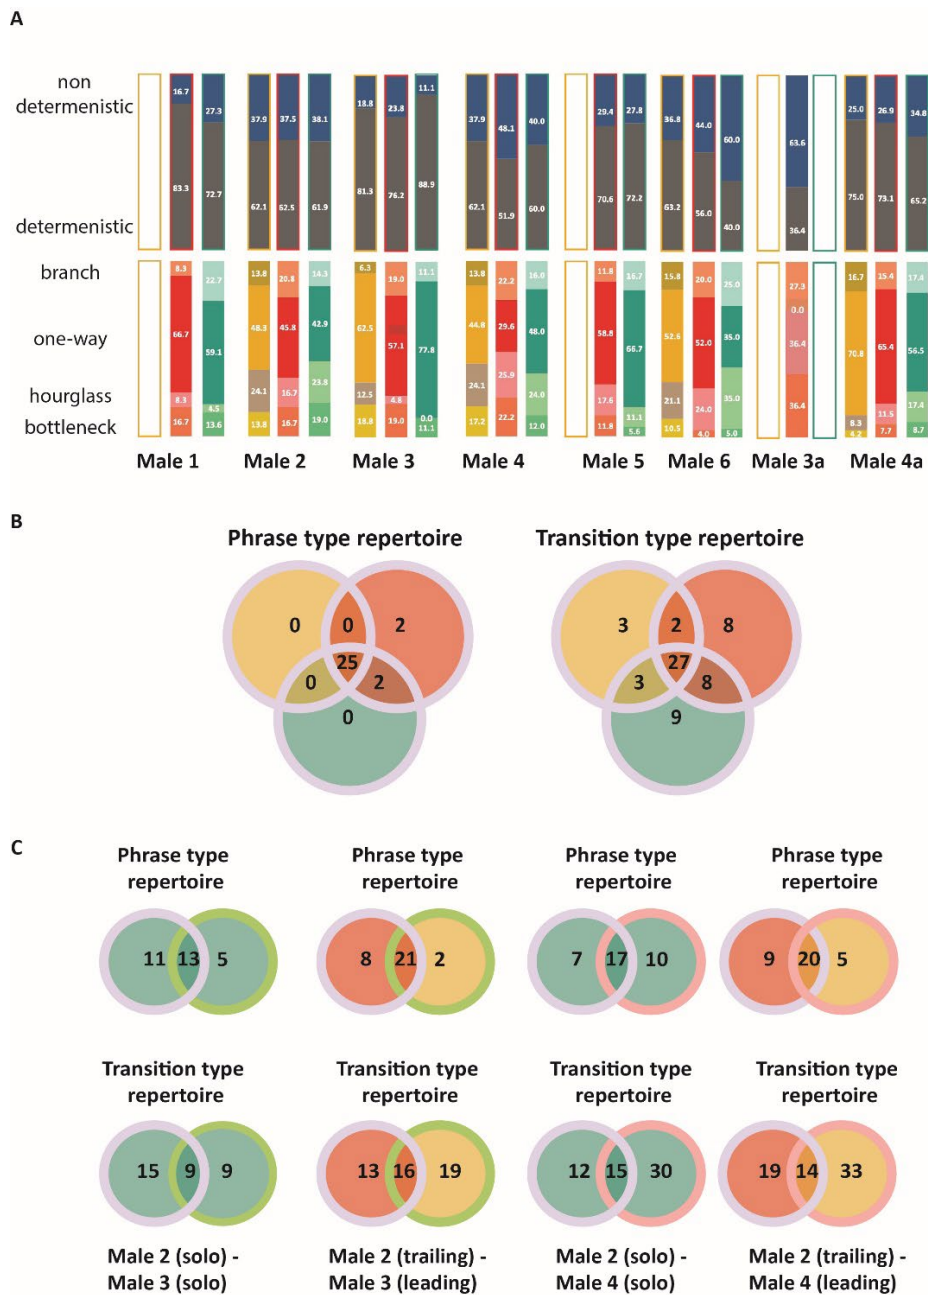 A
non
determenistic
16.7 27.3 37.9 37.5 38.1 18.8 23.8 11.1 37.9 48.1 40.0 29.4 27.8 36.8 44.0 60.0 63.6 25.0 26.9 34.8
determenistic
83.3 72.7 62.1 62.5 61.9 81.3 76.2 88.9 62.1 51.9 60.0 70.6 72.2 63.2 56.0 40.0 36.4 75.0 73.1 65.2
branch
8.3 22.7 13.8 20.8 14.3 6.3 19.0 11.1 13.8 22.2 16.0 11.8 16.7 15.8 20.0 25.0 27.3 16.7 15.4 17.4
one-way
66.7 59.1 48.3 45.8 42.9 62.5 57.1 77.8 44.8 29.6 48.0 58.8 66.7 52.6 52.0 35.0 0.0 70.8 65.4 56.5
hourglass
8.3 4.5 24.1 16.7 23.8 12.5 4.8 0.0 24.1 25.9 24.0 17.6 11.1 21.1 24.0 35.0 36.4 8.3 11.5 17.4
bottleneck
16.7 13.6 13.8 16.7 19.0 18.8 19.0 11.1 17.2 22.2 12.0 11.8 5.6 10.5 4.0 5.0 36.4 4.2 7.7 8.7
Male 1 Male 2 Male 3 Male 4 Male 5 Male 6 Male 3a Male 4a
B
Phrase type repertoire Transition type repertoire
0 0 2 3 2 8
25 27
0 2 3 8
0 9
C
Phrase type Phrase type Phrase type Phrase type
repertoire repertoire repertoire repertoire
11 13 5 8 21 2 7 17 10 9 20 5
Transition type Transition type Transition type Transition type
repertoire repertoire repertoire repertoire
15 9 9 13 16 19 12 15 30 19 14 33
Male 2 (solo) - Male 2 (trailing) - Male 2 (solo) - Male 2 (trailing) -
Male 3 (solo) Male 3 (leading) Male 4 (solo) Male 4 (leading)